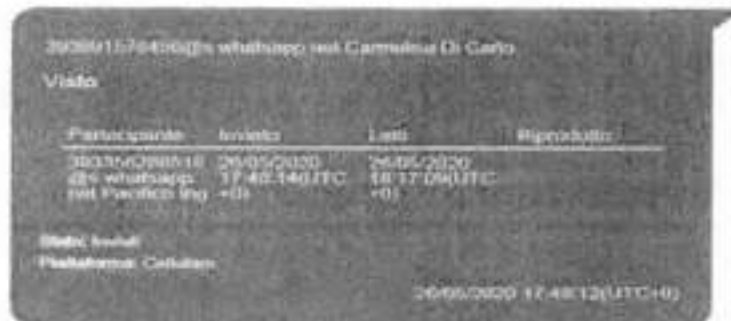 @s.whatsapp.net Carmelina Di Carlo
Visto
Partecipante Inviato Letto Riprodotto
26/05/2020 26/05/2020
@s.whatsapp. 17:48:14(UTC 18:17:09(UTC
net Pacifico Ing +0) +0)
Stato: Inviati
Piattaforma: Cellulare
26/05/2020 17:48:12(UTC+0)